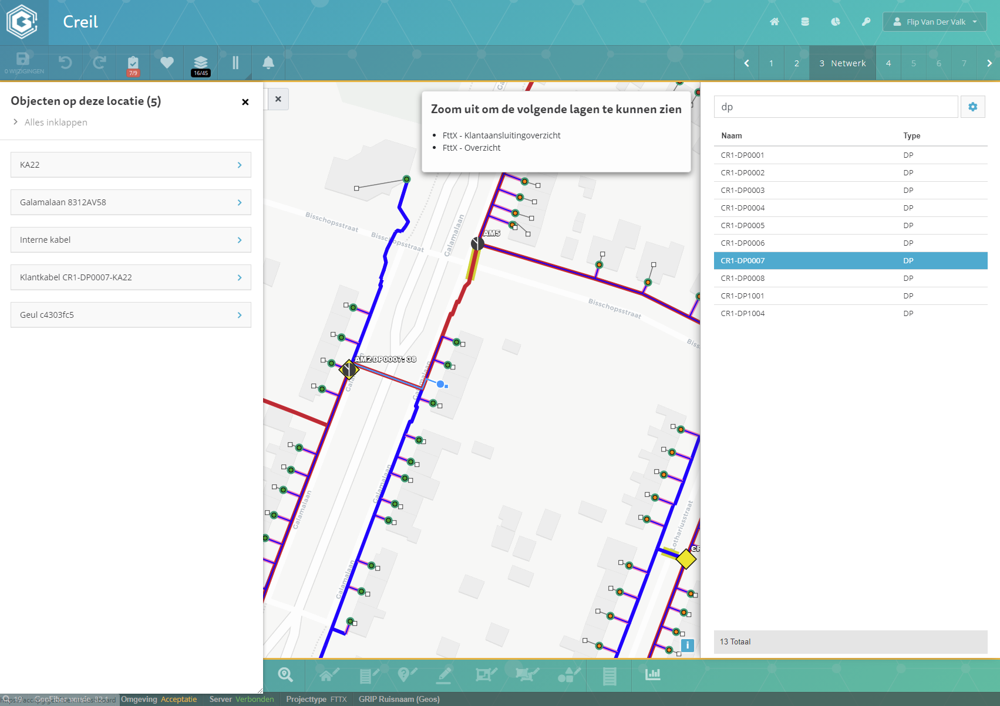 Creil
Flip Van Der Valk
0 WIJZIGINGEN
7/9
16/45
1
2
3 Netwerk
4
5
6
7
Objecten op deze locatie (5)
Alles inklappen
KA22
Galamalaan 8312AV58
Interne kabel
Klantkabel CR1-DP0007-KA22
Geul c4303fc5
Zoom uit om de volgende lagen te kunnen zien
FttX - Klantaansluitingoverzicht
FttX - Overzicht
Bisschopsstraat
Bisschopsstraat
Galamalaan
AM5
Bisschopsstraat
Galamalaan
Galamalaan
Galamalaan
Galamalaan
Lothariusstraat
dp
Naam Type
CR1-DP0001 DP
CR1-DP0002 DP
CR1-DP0003 DP
CR1-DP0004 DP
CR1-DP0005 DP
CR1-DP0006 DP
CR1-DP0007 DP
CR1-DP0008 DP
CR1-DP1001 DP
CR1-DP1004 DP
13 Totaal
i
Omgeving Acceptatie
Server Verbonden
Projecttype FTTX
GRIP Ruisnaam (Geos)